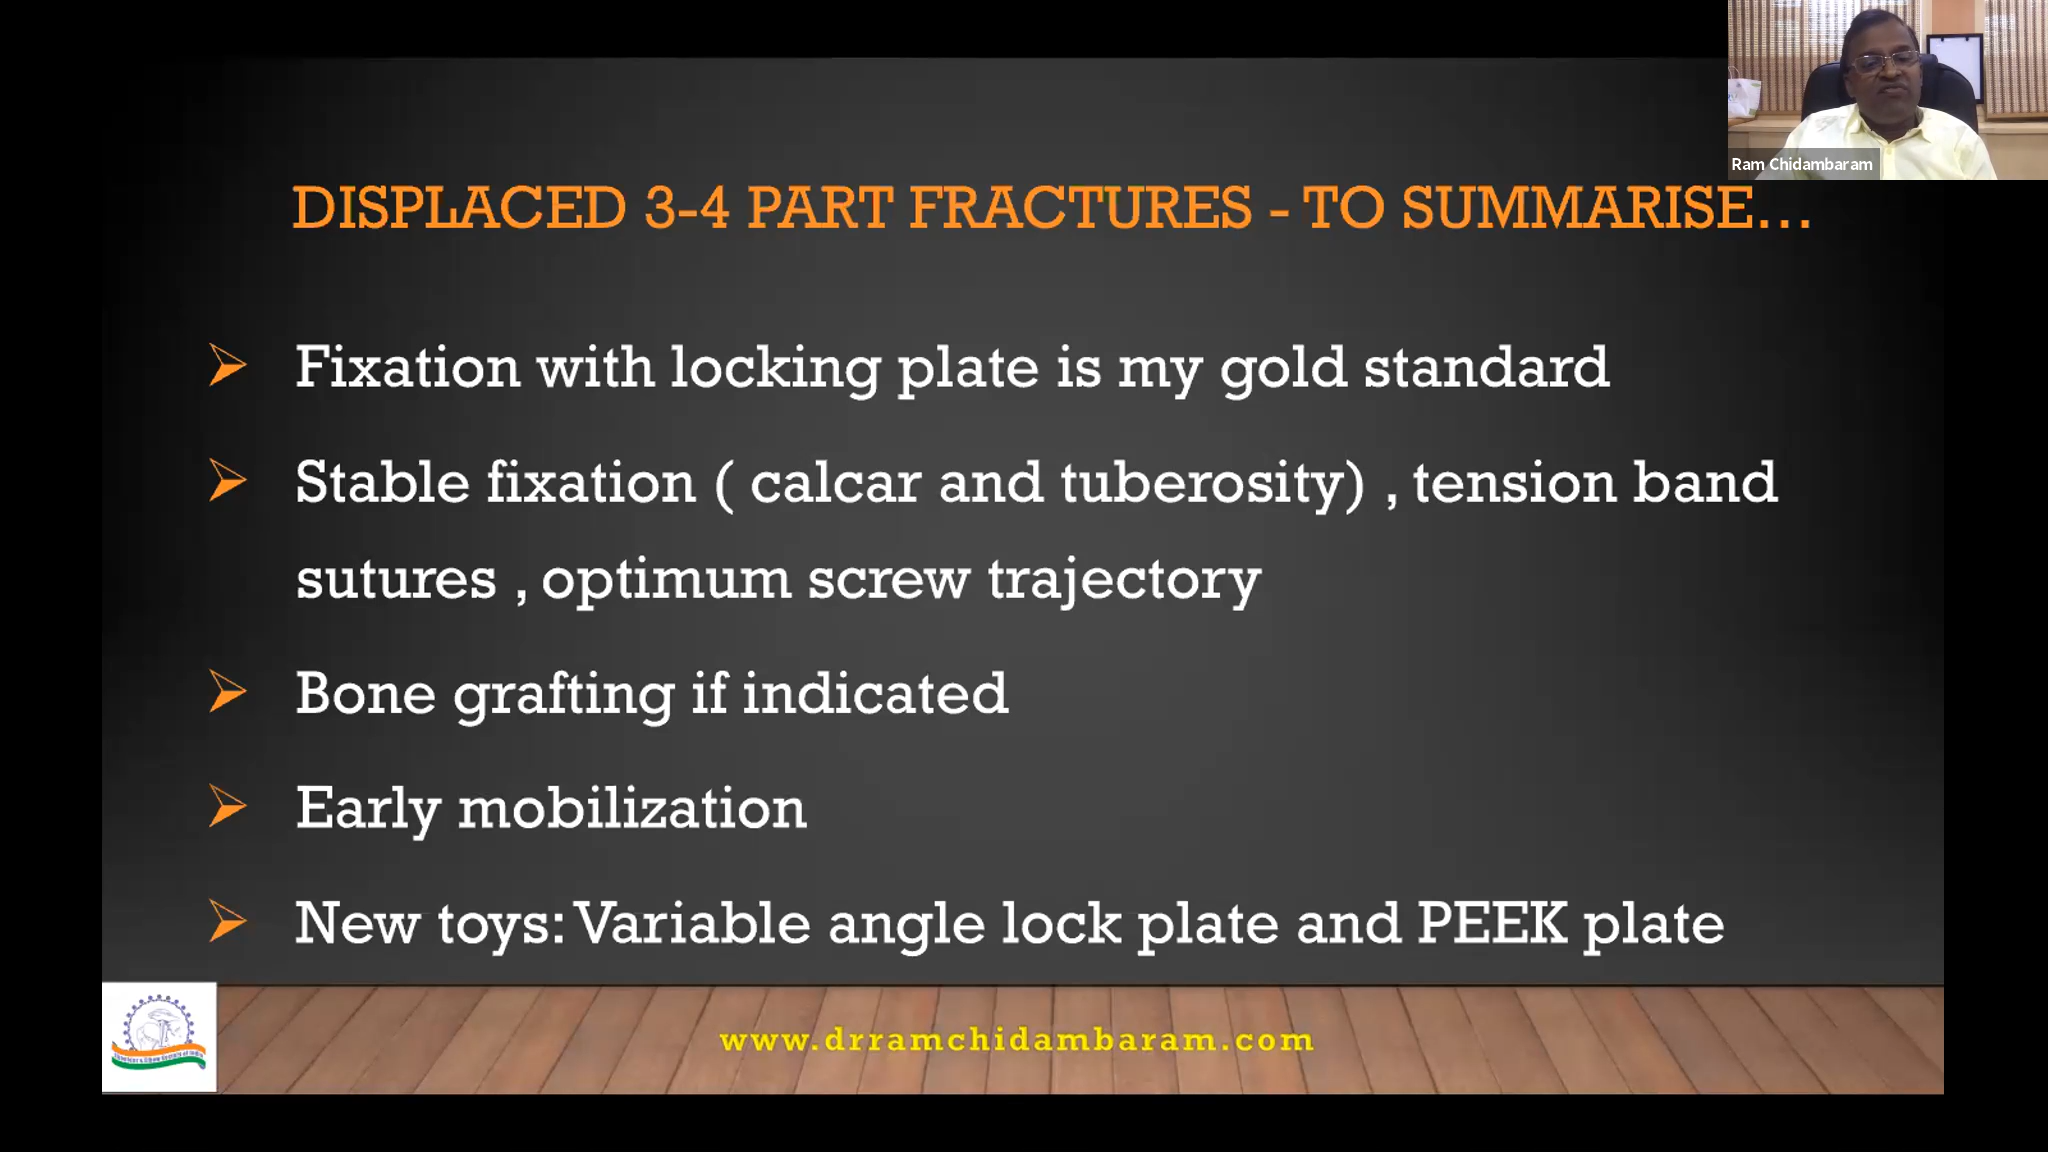 Ram Chidambaram
DISPLACED 3-4 PART FRACTURES - TO SUMMARISE...
Fixation with locking plate is my gold standard
Stable fixation ( calcar and tuberosity) , tension band
sutures , optimum screw trajectory
Bone grafting if indicated
Early mobilization
New toys: Variable angle lock plate and PEEK plate
www.drramchidambaram.com